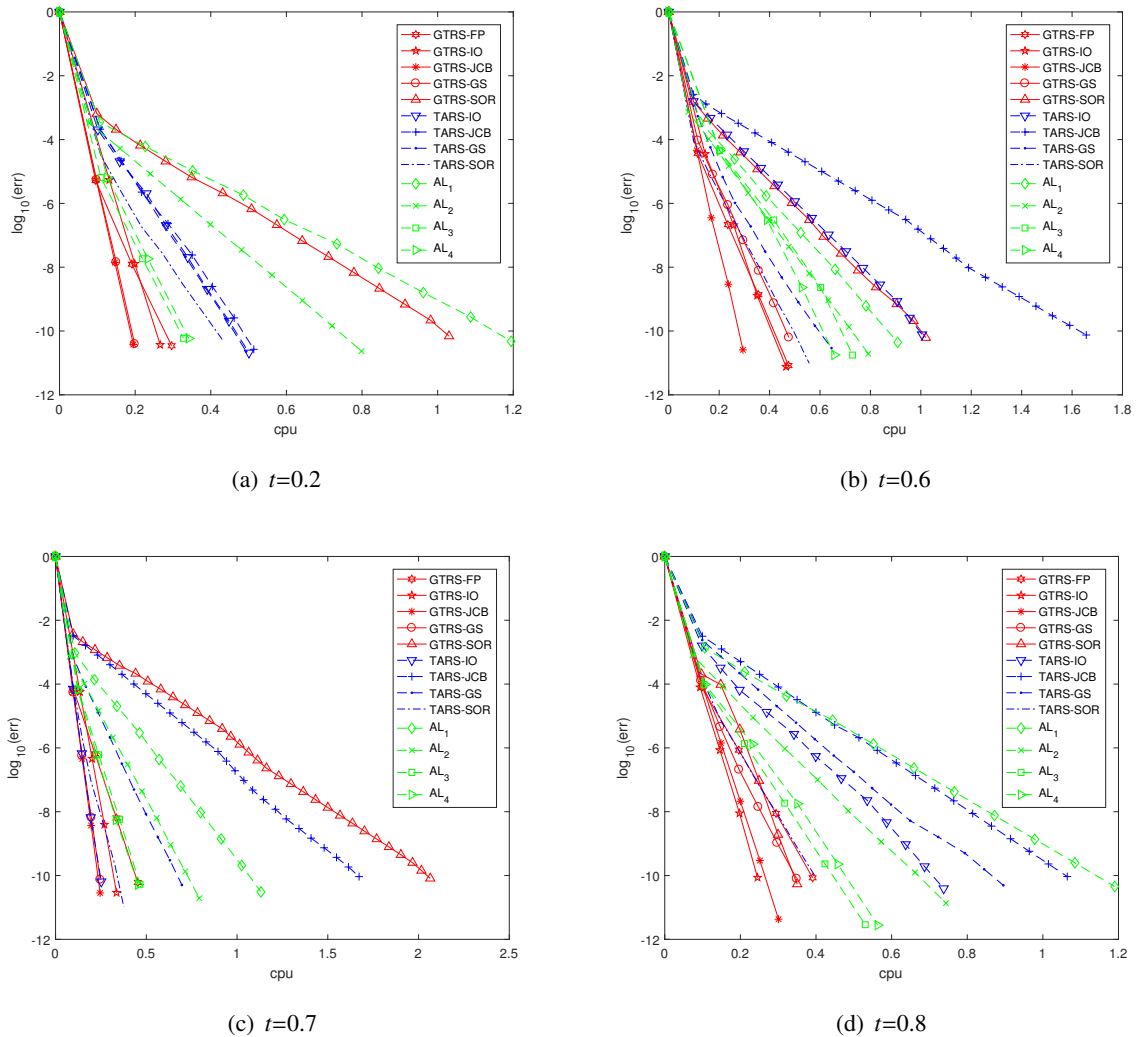 0
-2
-4
-6
-8
-10
-12
log10(err)
0
0.2
0.4
0.6
0.8
1
1.2
cpu
GTRS-FP
GTRS-IO
GTRS-JCB
GTRS-GS
GTRS-SOR
TARS-IO
TARS-JCB
TARS-GS
TARS-SOR
AL1
AL2
AL3
AL4
(a) t=0.2
0
-2
-4
-6
-8
-10
-12
log10(err)
0
0.2
0.4
0.6
0.8
1
1.2
1.4
1.6
1.8
cpu
GTRS-FP
GTRS-IO
GTRS-JCB
GTRS-GS
GTRS-SOR
TARS-IO
TARS-JCB
TARS-GS
TARS-SOR
AL1
AL2
AL3
AL4
(b) t=0.6
0
-2
-4
-6
-8
-10
-12
log10(err)
0
0.5
1
1.5
2
2.5
cpu
GTRS-FP
GTRS-IO
GTRS-JCB
GTRS-GS
GTRS-SOR
TARS-IO
TARS-JCB
TARS-GS
TARS-SOR
AL1
AL2
AL3
AL4
(c) t=0.7
0
-2
-4
-6
-8
-10
-12
log10(err)
0
0.2
0.4
0.6
0.8
1
1.2
cpu
GTRS-FP
GTRS-IO
GTRS-JCB
GTRS-GS
GTRS-SOR
TARS-IO
TARS-JCB
TARS-GS
TARS-SOR
AL1
AL2
AL3
AL4
(d) t=0.8